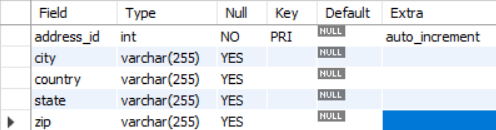 Field Type Null Key Default Extra
address_id int NO PRI NULL auto_increment
city varchar(255) YES NULL
country varchar(255) YES NULL
state varchar(255) YES NULL
zip varchar(255) YES NULL